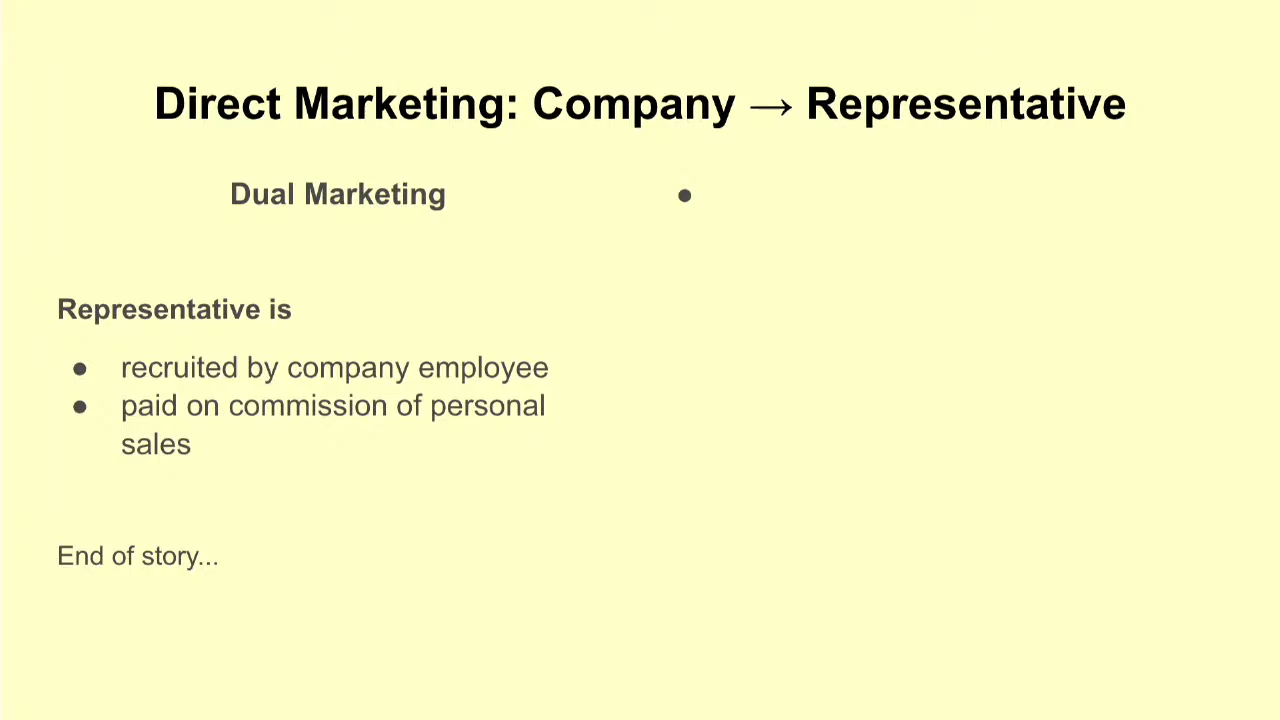 Direct Marketing: Company → Representative
Dual Marketing
●
Representative is
● recruited by company employee
● paid on commission of personal
sales
End of story...